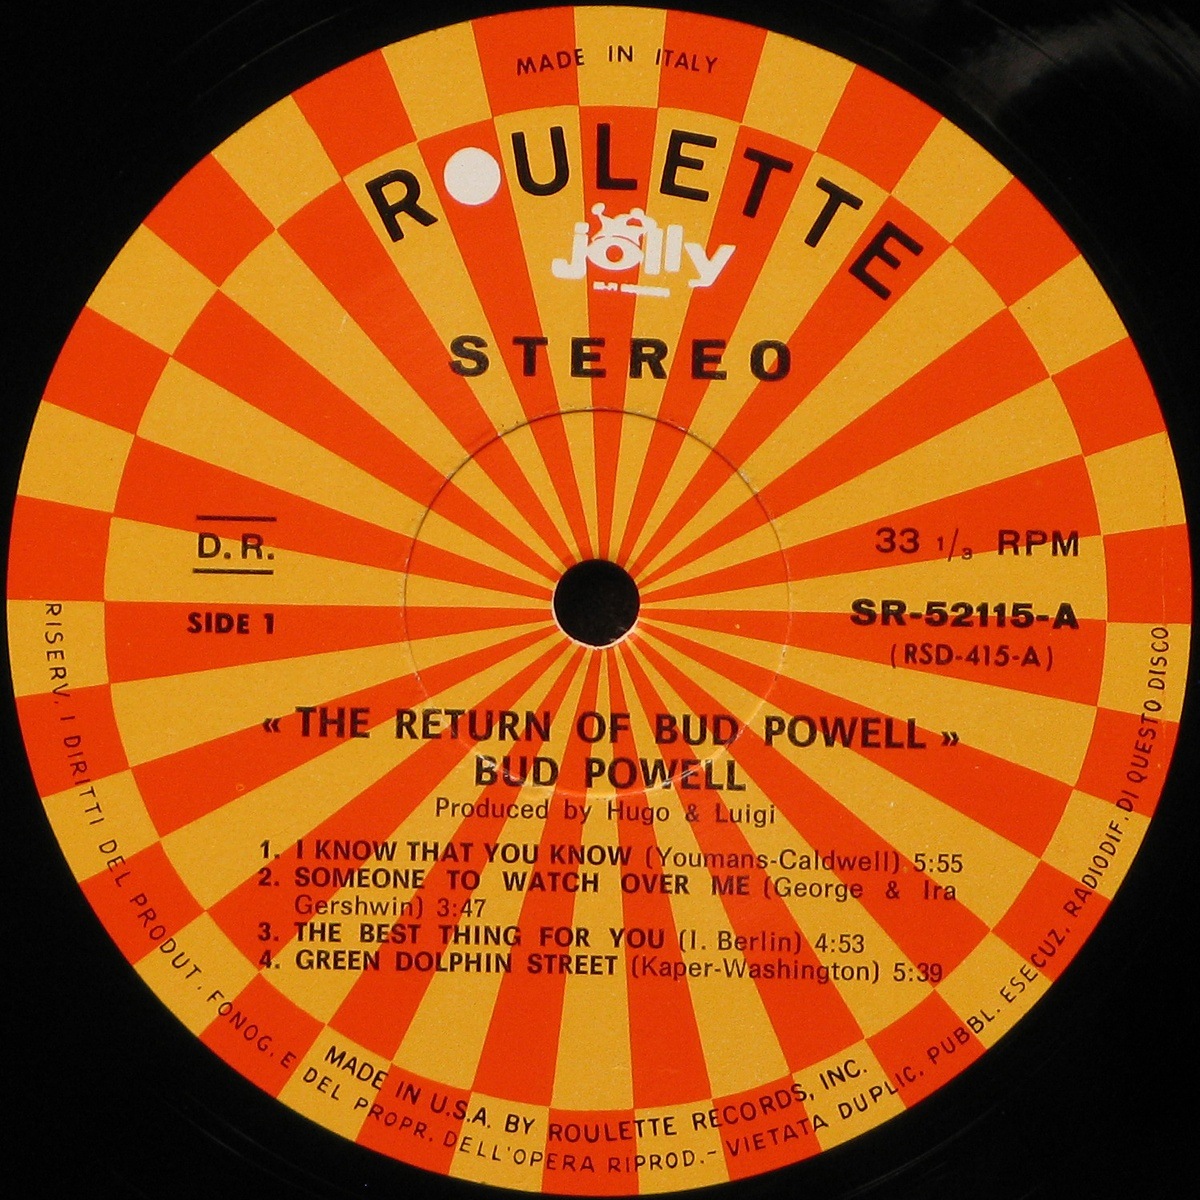 MADE IN ITALY
ROULETTE
jolly
STEREO
D. R.
33 1/3 RPM
SIDE 1
SR-52115-A
(RSD-415-A)
« THE RETURN OF BUD POWELL »
BUD POWELL
Produced by Hugo & Luigi
1. I KNOW THAT YOU KNOW (Youmans-Caldwell) 5:55
2. SOMEONE TO WATCH OVER ME (George & Ira
Gershwin) 3:47
3. THE BEST THING FOR YOU (I. Berlin) 4:53
4. GREEN DOLPHIN STREET (Kaper-Washington) 5:39
MADE IN U.S.A. BY ROULETTE RECORDS, INC.
RISERV. I DIRITTI DEL PRODUT. FONOG. E DEL PROPR. DELL'OPERA RIPROD.- VIETATA DUPLIC. PUBBL. ESECUZ. RADIODIF. DI QUESTO DISCO